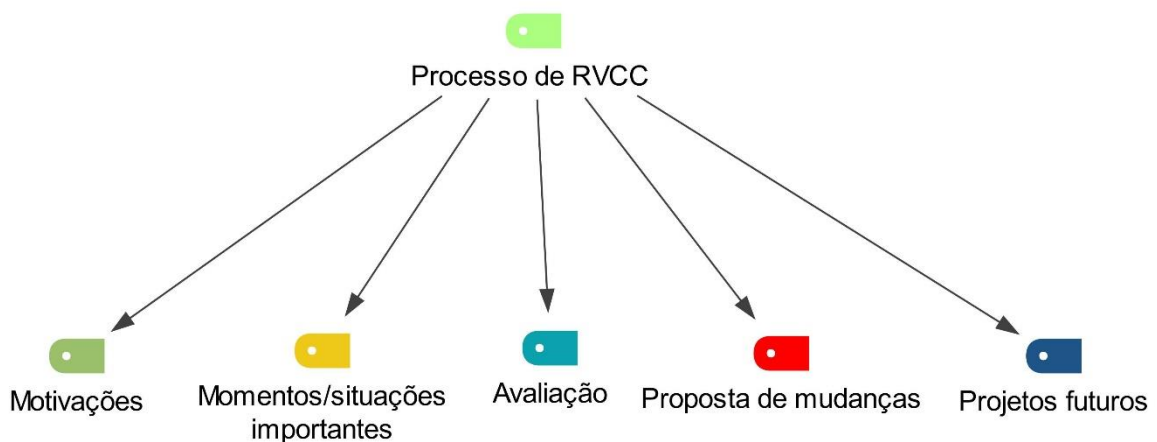 Processo de RVCC
Motivações
Momentos/situações
importantes
Avaliação
Proposta de mudanças
Projetos futuros